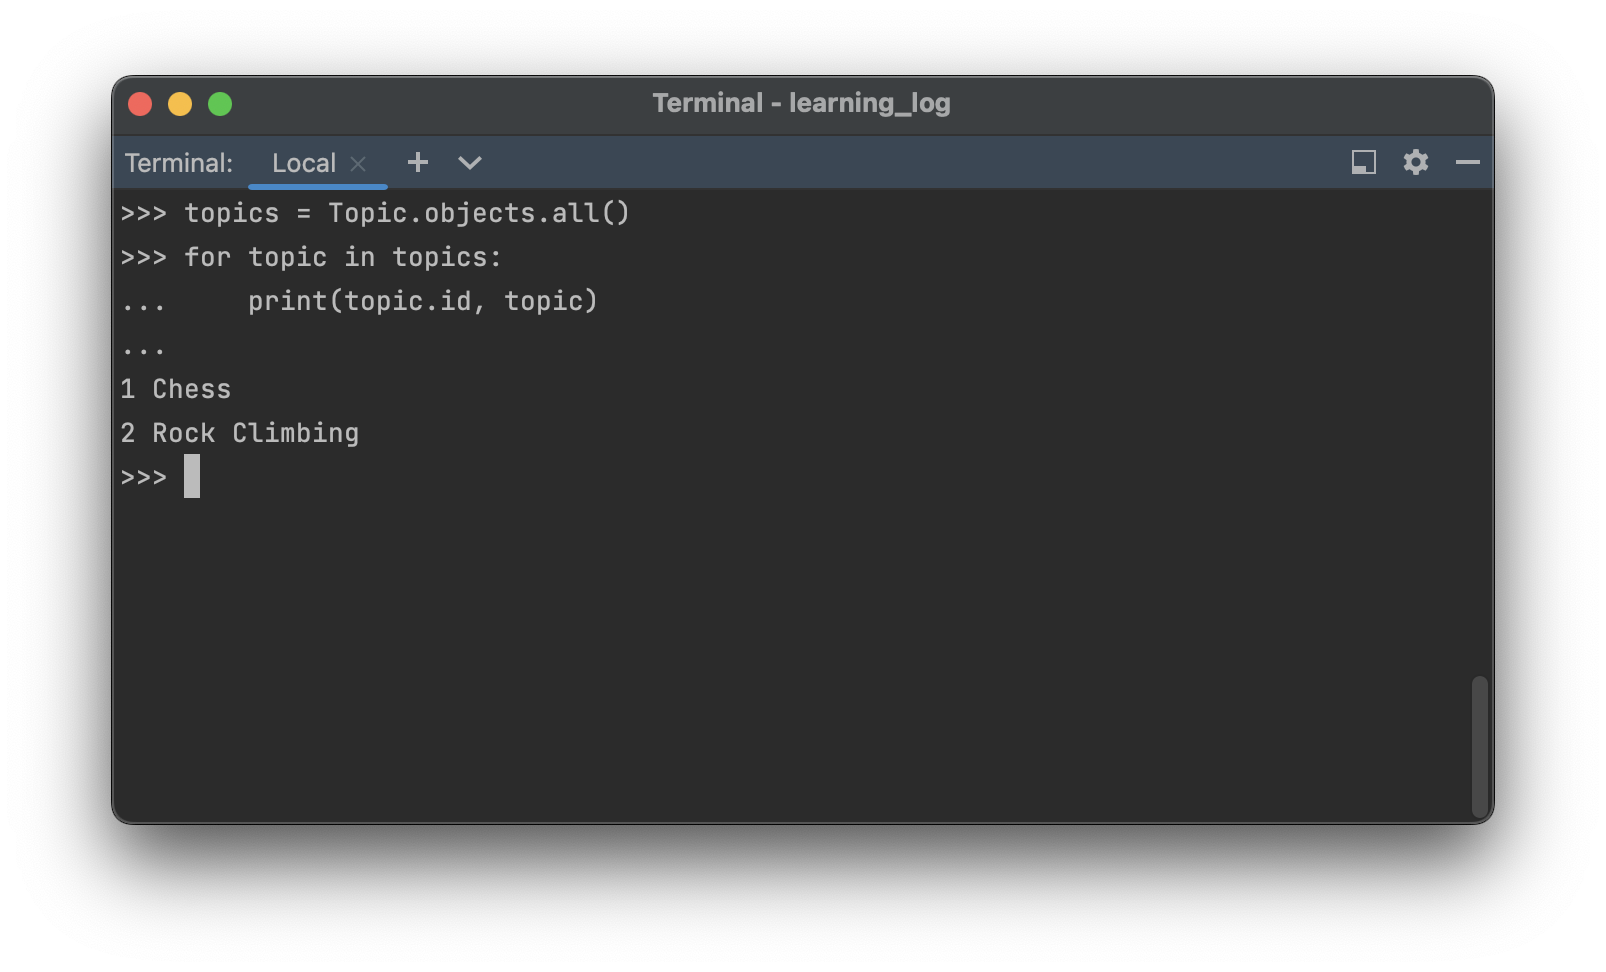 Terminal - learning_log
Terminal: Local
>>> topics = Topic.objects.all()
>>> for topic in topics:
...     print(topic.id, topic)
...
1 Chess
2 Rock Climbing
>>>